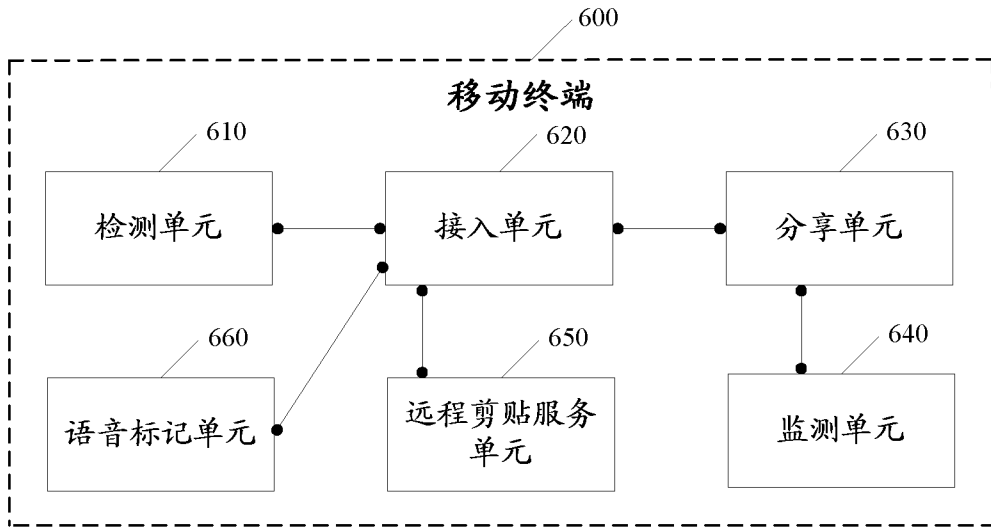 600
移动终端
610
620
630
检测单元
接入单元
分享单元
660
650
640
语音标记单元
远程剪贴服务
单元
监测单元